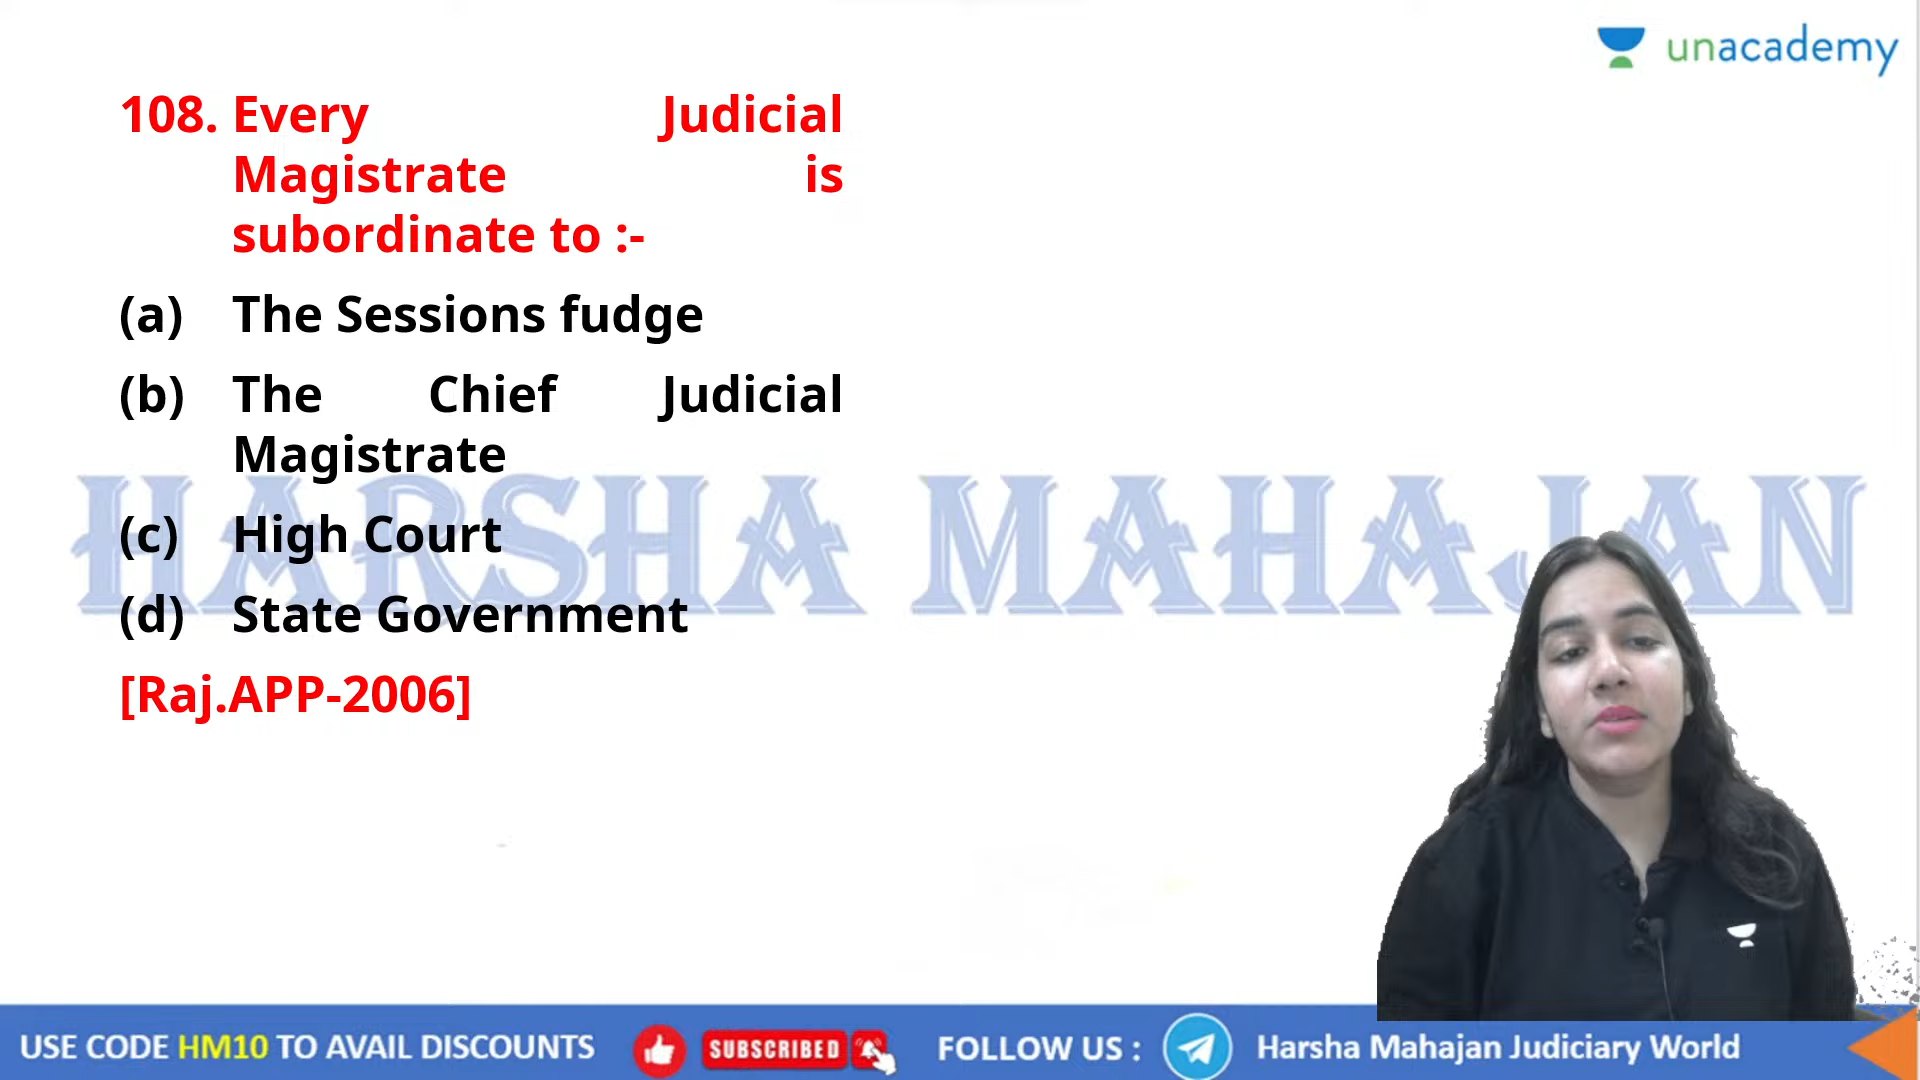 unacademy
108. Every Judicial
Magistrate is
subordinate to :-
(a) The Sessions fudge
(b) The Chief Judicial
Magistrate
(c) High Court
(d) State Government
[Raj.APP-2006]
HARSHA MAHAJAN
USE CODE HM10 TO AVAIL DISCOUNTS
SUBSCRIBED
FOLLOW US :
Harsha Mahajan Judiciary World